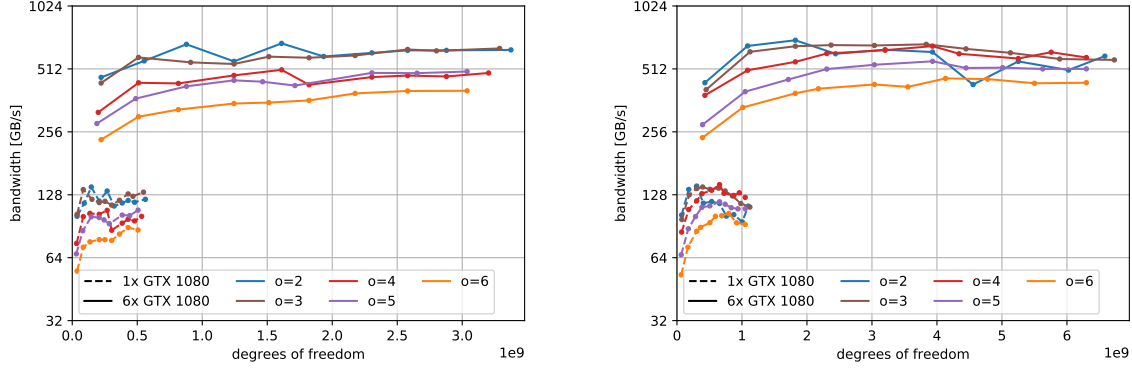 1024
512
256
128
64
32
bandwidth [GB/s]
1x GTX 1080
6x GTX 1080
o=2
o=3
o=4
o=5
o=6
0.0
0.5
1.0
1.5
2.0
2.5
3.0
1e9
degrees of freedom
1024
512
256
128
64
32
bandwidth [GB/s]
1x GTX 1080
6x GTX 1080
o=2
o=3
o=4
o=5
o=6
0
1
2
3
4
5
6
1e9
degrees of freedom